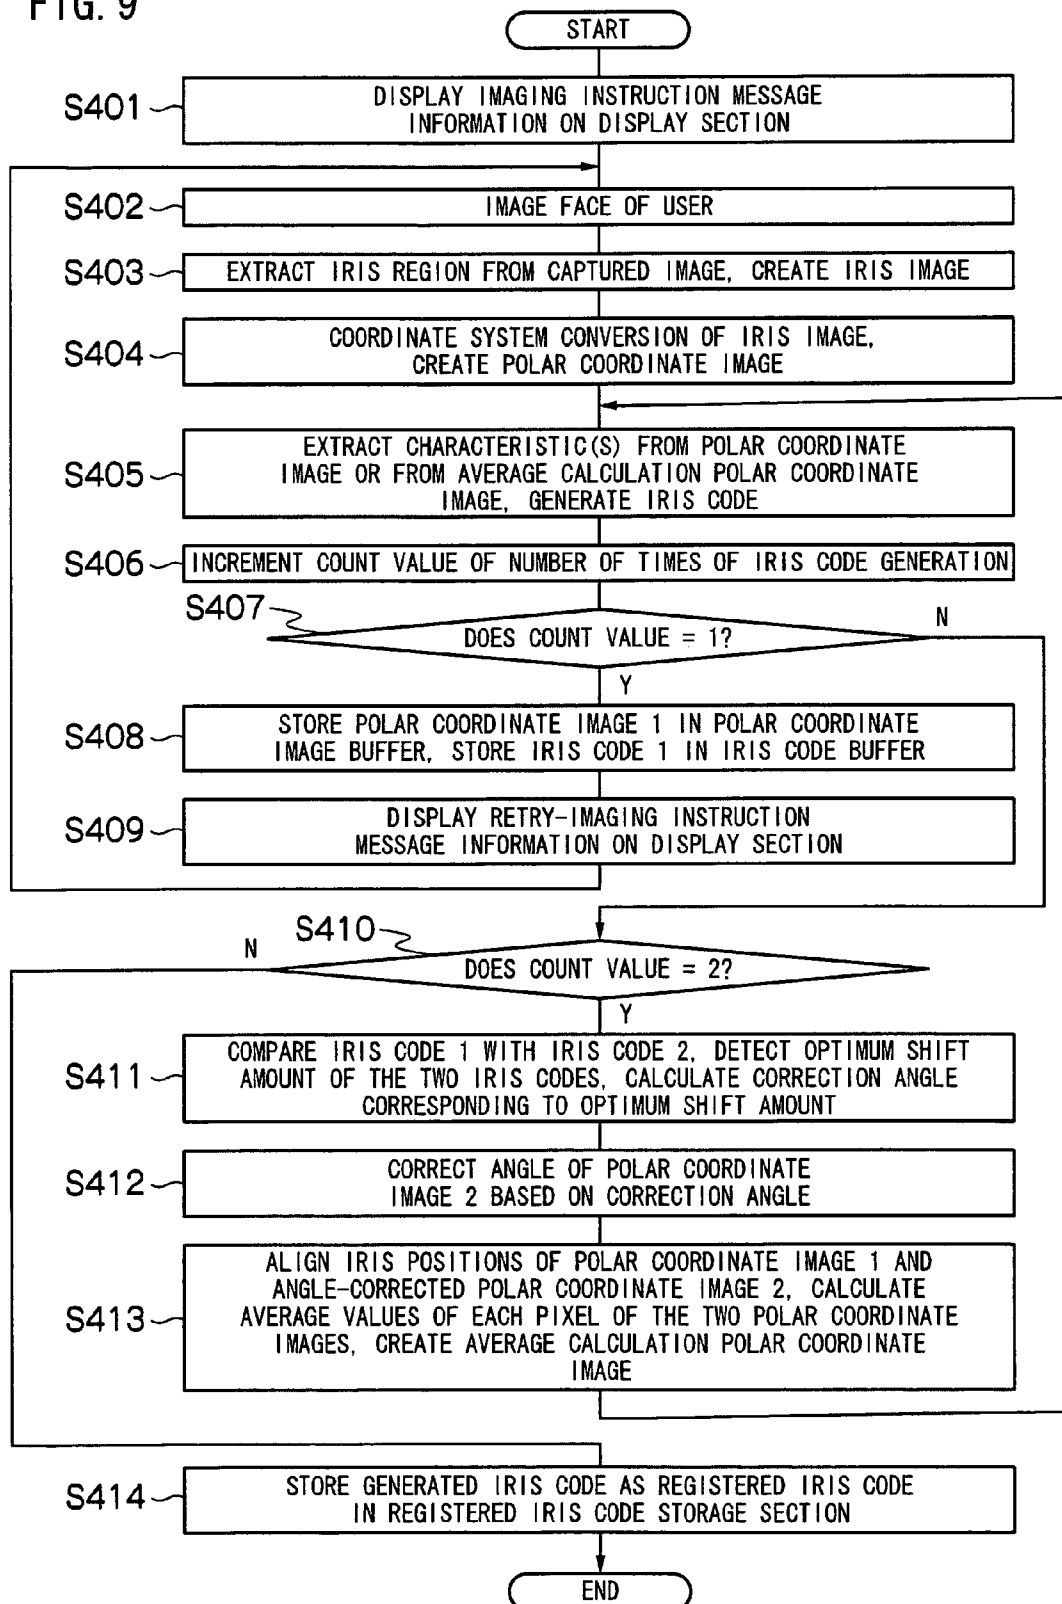 FIG. 9
START
S401
DISPLAY IMAGING INSTRUCTION MESSAGE
INFORMATION ON DISPLAY SECTION
S402
IMAGE FACE OF USER
S403
EXTRACT IRIS REGION FROM CAPTURED IMAGE, CREATE IRIS IMAGE
S404
COORDINATE SYSTEM CONVERSION OF IRIS IMAGE,
CREATE POLAR COORDINATE IMAGE
S405
EXTRACT CHARACTERISTIC(S) FROM POLAR COORDINATE
IMAGE OR FROM AVERAGE CALCULATION POLAR COORDINATE
IMAGE, GENERATE IRIS CODE
S406
INCREMENT COUNT VALUE OF NUMBER OF TIMES OF IRIS CODE GENERATION
S407
DOES COUNT VALUE = 1?
N
Y
S408
STORE POLAR COORDINATE IMAGE 1 IN POLAR COORDINATE
IMAGE BUFFER, STORE IRIS CODE 1 IN IRIS CODE BUFFER
S409
DISPLAY RETRY-IMAGING INSTRUCTION
MESSAGE INFORMATION ON DISPLAY SECTION
S410
N
DOES COUNT VALUE = 2?
Y
S411
COMPARE IRIS CODE 1 WITH IRIS CODE 2, DETECT OPTIMUM SHIFT
AMOUNT OF THE TWO IRIS CODES, CALCULATE CORRECTION ANGLE
CORRESPONDING TO OPTIMUM SHIFT AMOUNT
S412
CORRECT ANGLE OF POLAR COORDINATE
IMAGE 2 BASED ON CORRECTION ANGLE
S413
ALIGN IRIS POSITIONS OF POLAR COORDINATE IMAGE 1 AND
ANGLE-CORRECTED POLAR COORDINATE IMAGE 2, CALCULATE
AVERAGE VALUES OF EACH PIXEL OF THE TWO POLAR COORDINATE
IMAGES, CREATE AVERAGE CALCULATION POLAR COORDINATE
IMAGE
S414
STORE GENERATED IRIS CODE AS REGISTERED IRIS CODE
IN REGISTERED IRIS CODE STORAGE SECTION
END